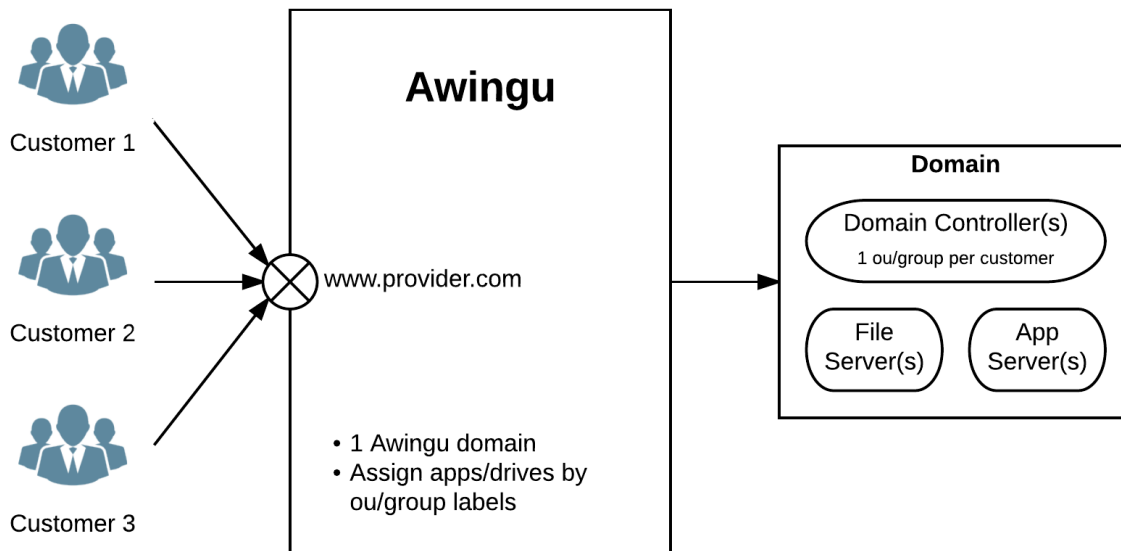 Customer 1
Customer 2
Customer 3
Awingu
www.provider.com
• 1 Awingu domain
• Assign apps/drives by
ou/group labels
Domain
Domain Controller(s)
1 ou/group per customer
File
Server(s)
App
Server(s)